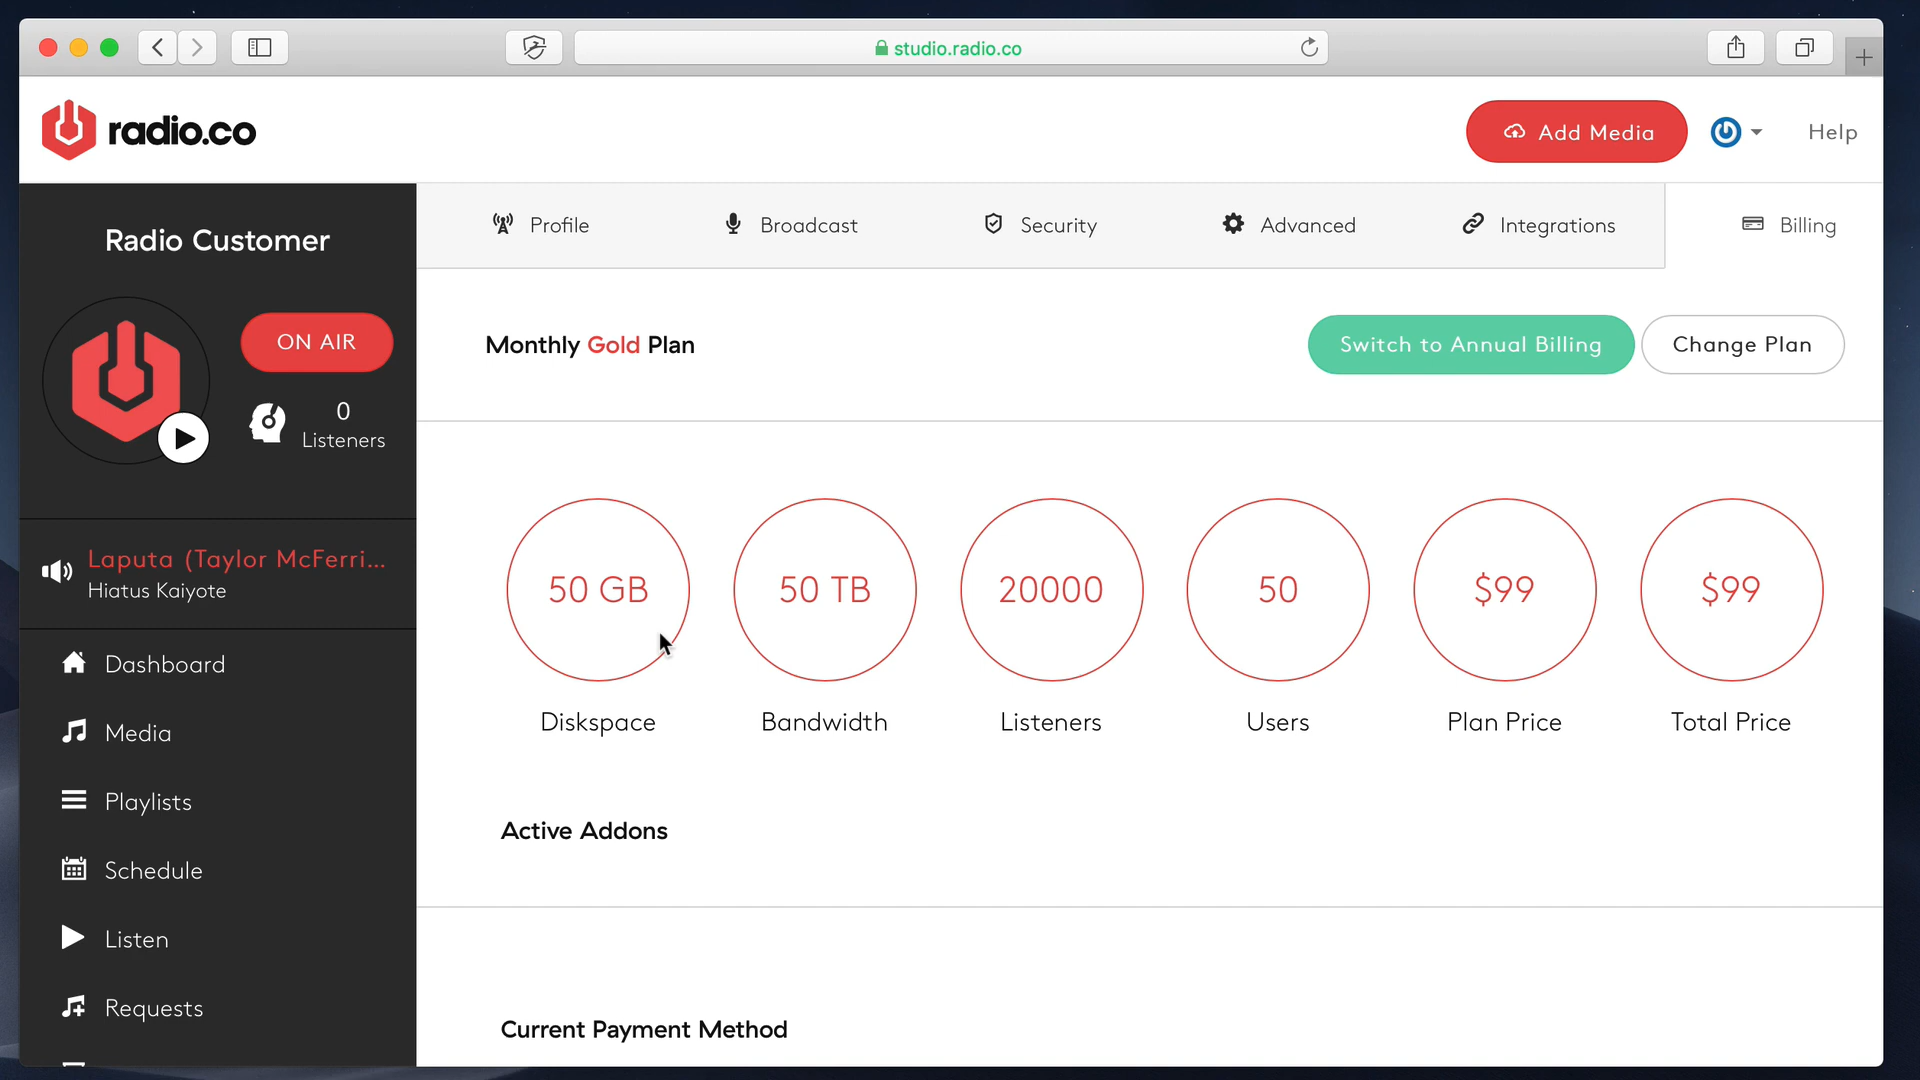 studio.radio.co
radio.co
Add Media
Help
Radio Customer
ON AIR
0
Listeners
Laputa (Taylor McFerri...
Hiatus Kaiyote
Dashboard
Media
Playlists
Schedule
Listen
Requests
Profile
Broadcast
Security
Advanced
Integrations
Billing
Monthly Gold Plan
Switch to Annual Billing
Change Plan
50 GB
50 TB
20000
50
$99
$99
Diskspace
Bandwidth
Listeners
Users
Plan Price
Total Price
Active Addons
Current Payment Method